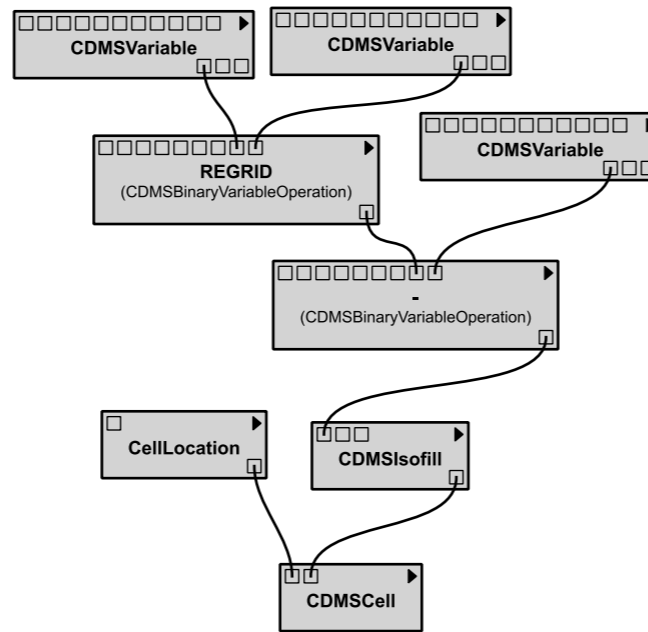 CDMSVariable
CDMSVariable
REGRID
(CDMSBinaryVariableOperation)
CDMSVariable
-
(CDMSBinaryVariableOperation)
CellLocation
CDMSIsofill
CDMSCell